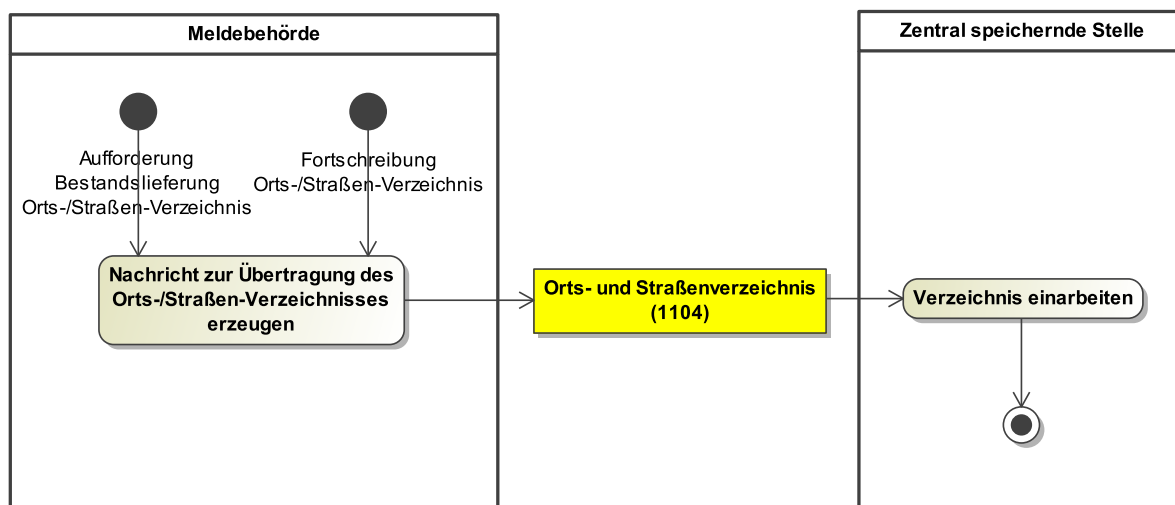 Meldebehörde
Zentral speichernde Stelle
Aufforderung
Bestandslieferung
Orts-/Straßen-Verzeichnis
Fortschreibung
Orts-/Straßen-Verzeichnis
Nachricht zur Übertragung des
Orts-/Straßen-Verzeichnisses
erzeugen
Orts- und Straßenverzeichnis
(1104)
Verzeichnis einarbeiten